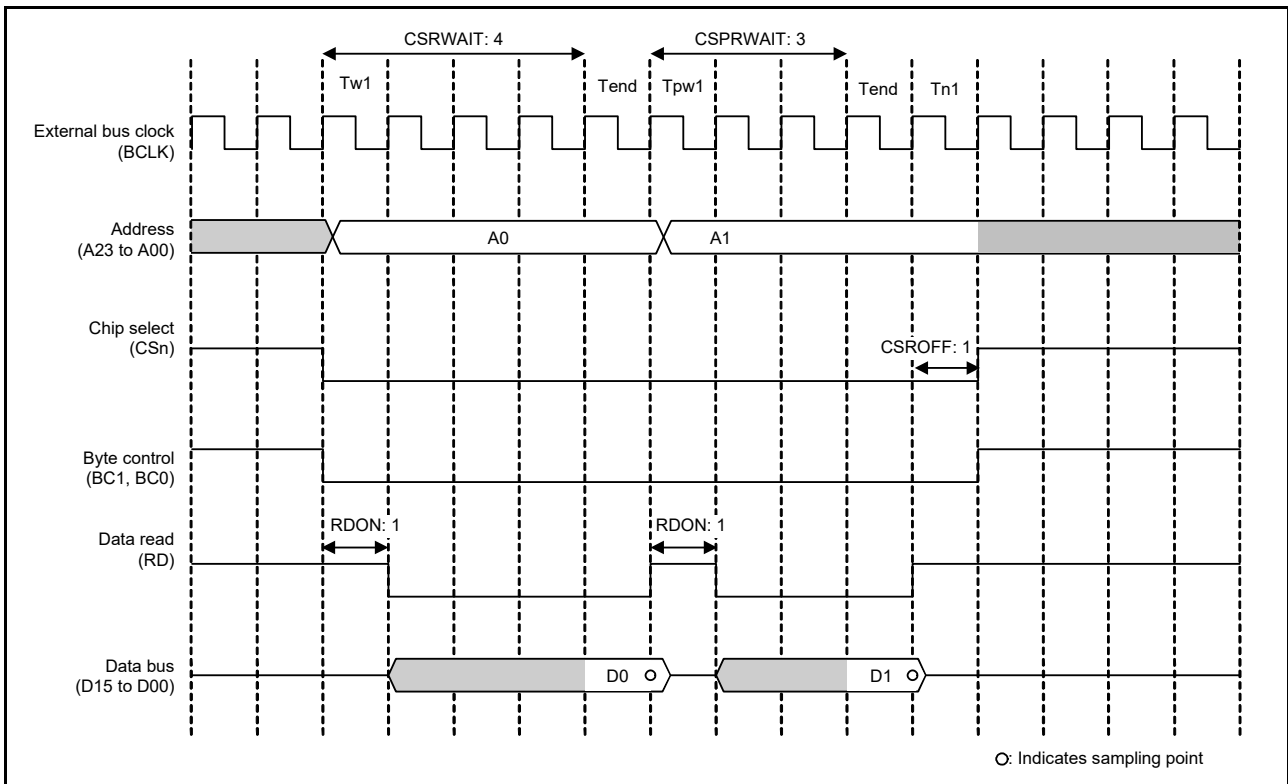 CSRWAIT: 4
CSPRWAIT: 3
Tw1
Tend
Tpw1
Tend
Tn1
External bus clock
(BCLK)
Address
(A23 to A00)
A0
A1
Chip select
(CSn)
CSROFF: 1
Byte control
(BC1, BC0)
RDON: 1
RDON: 1
Data read
(RD)
Data bus
(D15 to D00)
D0
D1
: Indicates sampling point